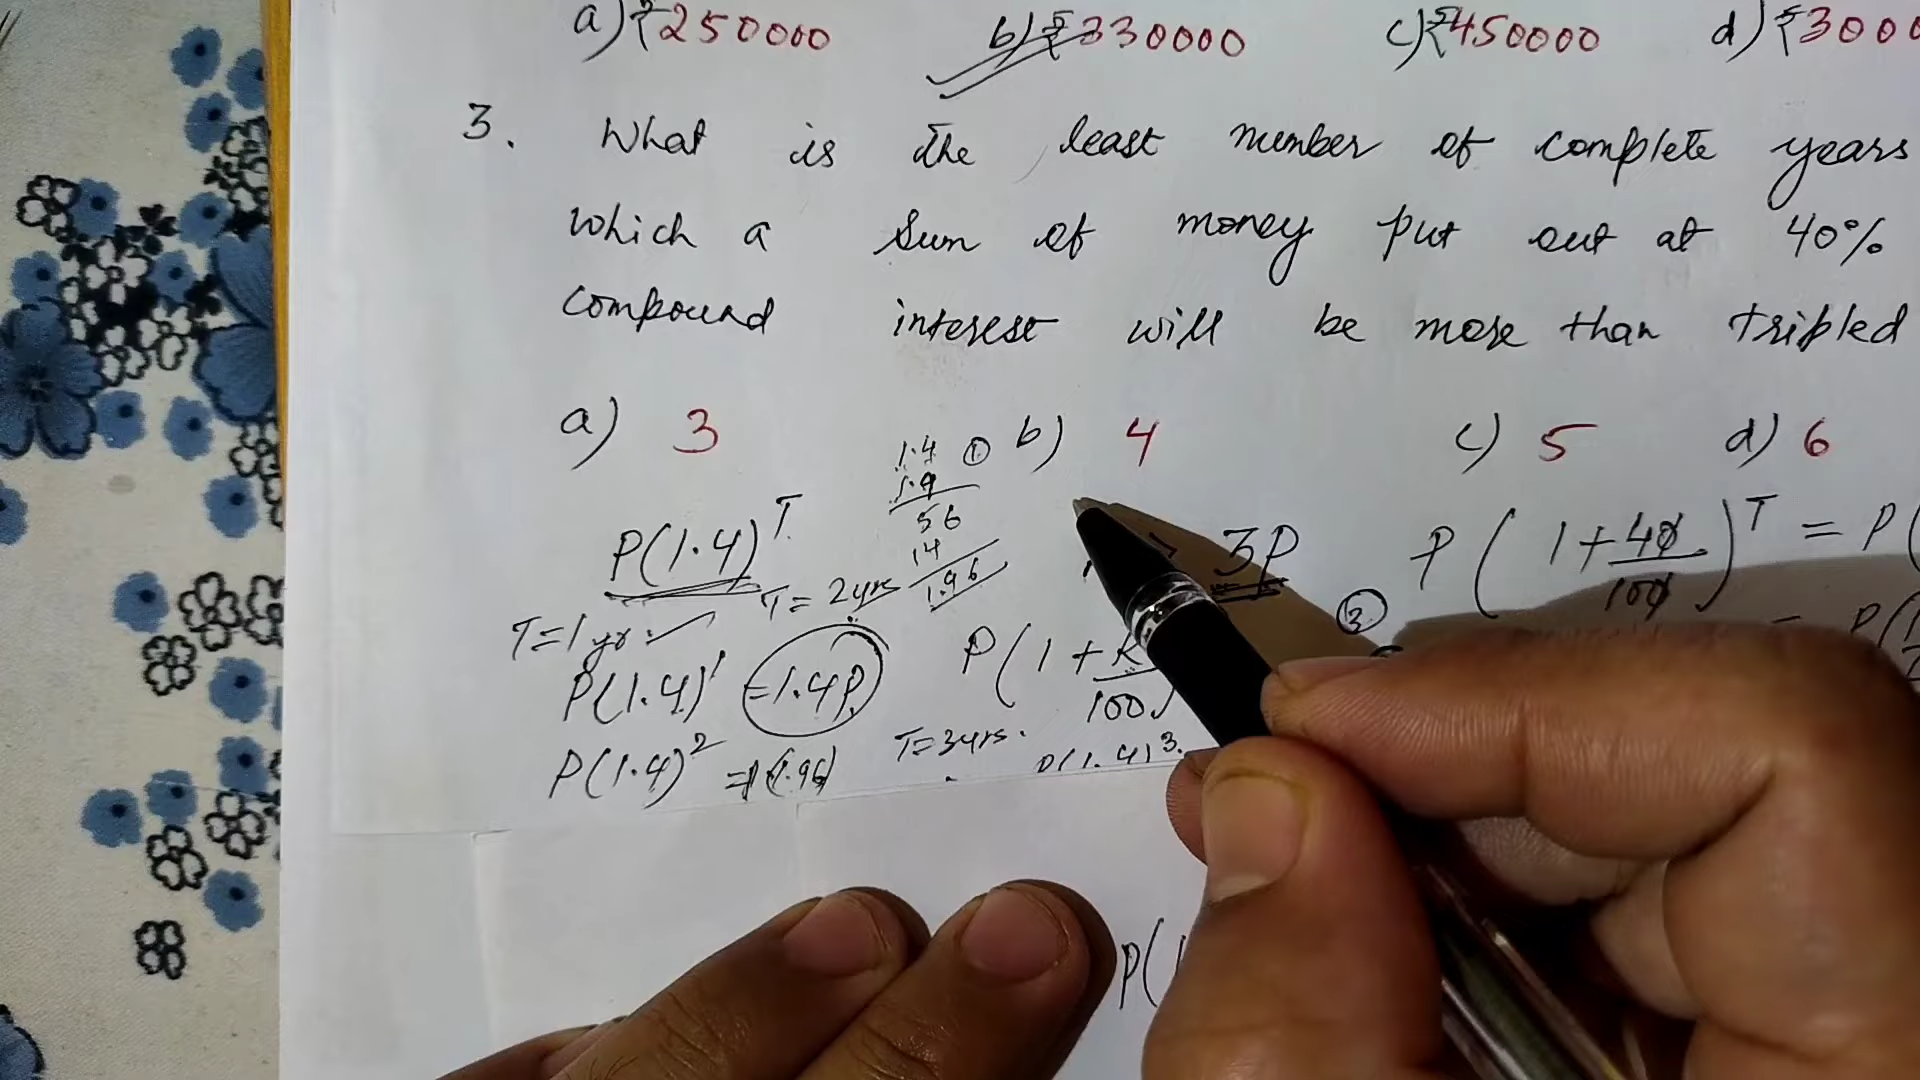 a) ₹250000 b) ₹330000 c) ₹450000 d) ₹3000
3. What is the least number of complete years
which a sum of money put out at 40%
compound interest will be more than tripled
a) 3 b) 4 c) 5 d) 6
1.4 ①
1.4
56
14
1.96
P(1.4)^T > 3P P(1+40/100)^T = P(
T=1yr. T=2yrs ③ = P(
P(1.4)^1 =1.4P P(1+R/100)
P(1.4)^2 =P(1.96) T=3yrs. P(1.4)^3.
P(1